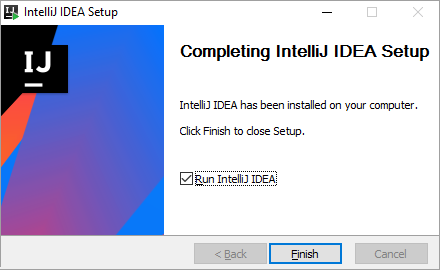 IntelliJ IDEA Setup
IJ
Completing IntelliJ IDEA Setup
IntelliJ IDEA has been installed on your computer.
Click Finish to close Setup.
Run IntelliJ IDEA
< Back
Finish
Cancel